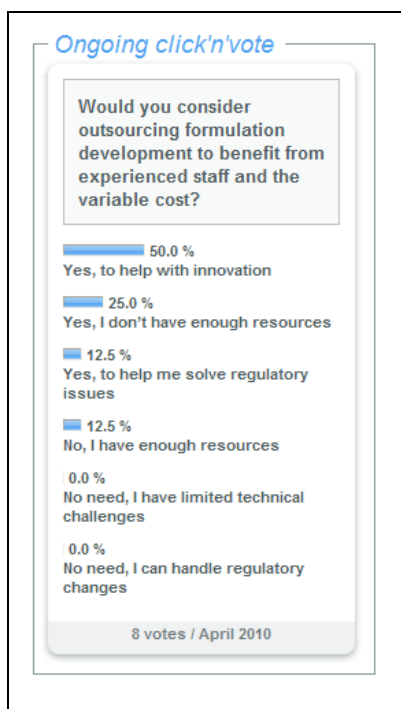 Ongoing click'n'vote
Would you consider
outsourcing formulation
development to benefit from
experienced staff and the
variable cost?
50.0 %
Yes, to help with innovation
25.0 %
Yes, I don't have enough resources
12.5 %
Yes, to help me solve regulatory
issues
12.5 %
No, I have enough resources
0.0 %
No need, I have limited technical
challenges
0.0 %
No need, I can handle regulatory
changes
8 votes / April 2010